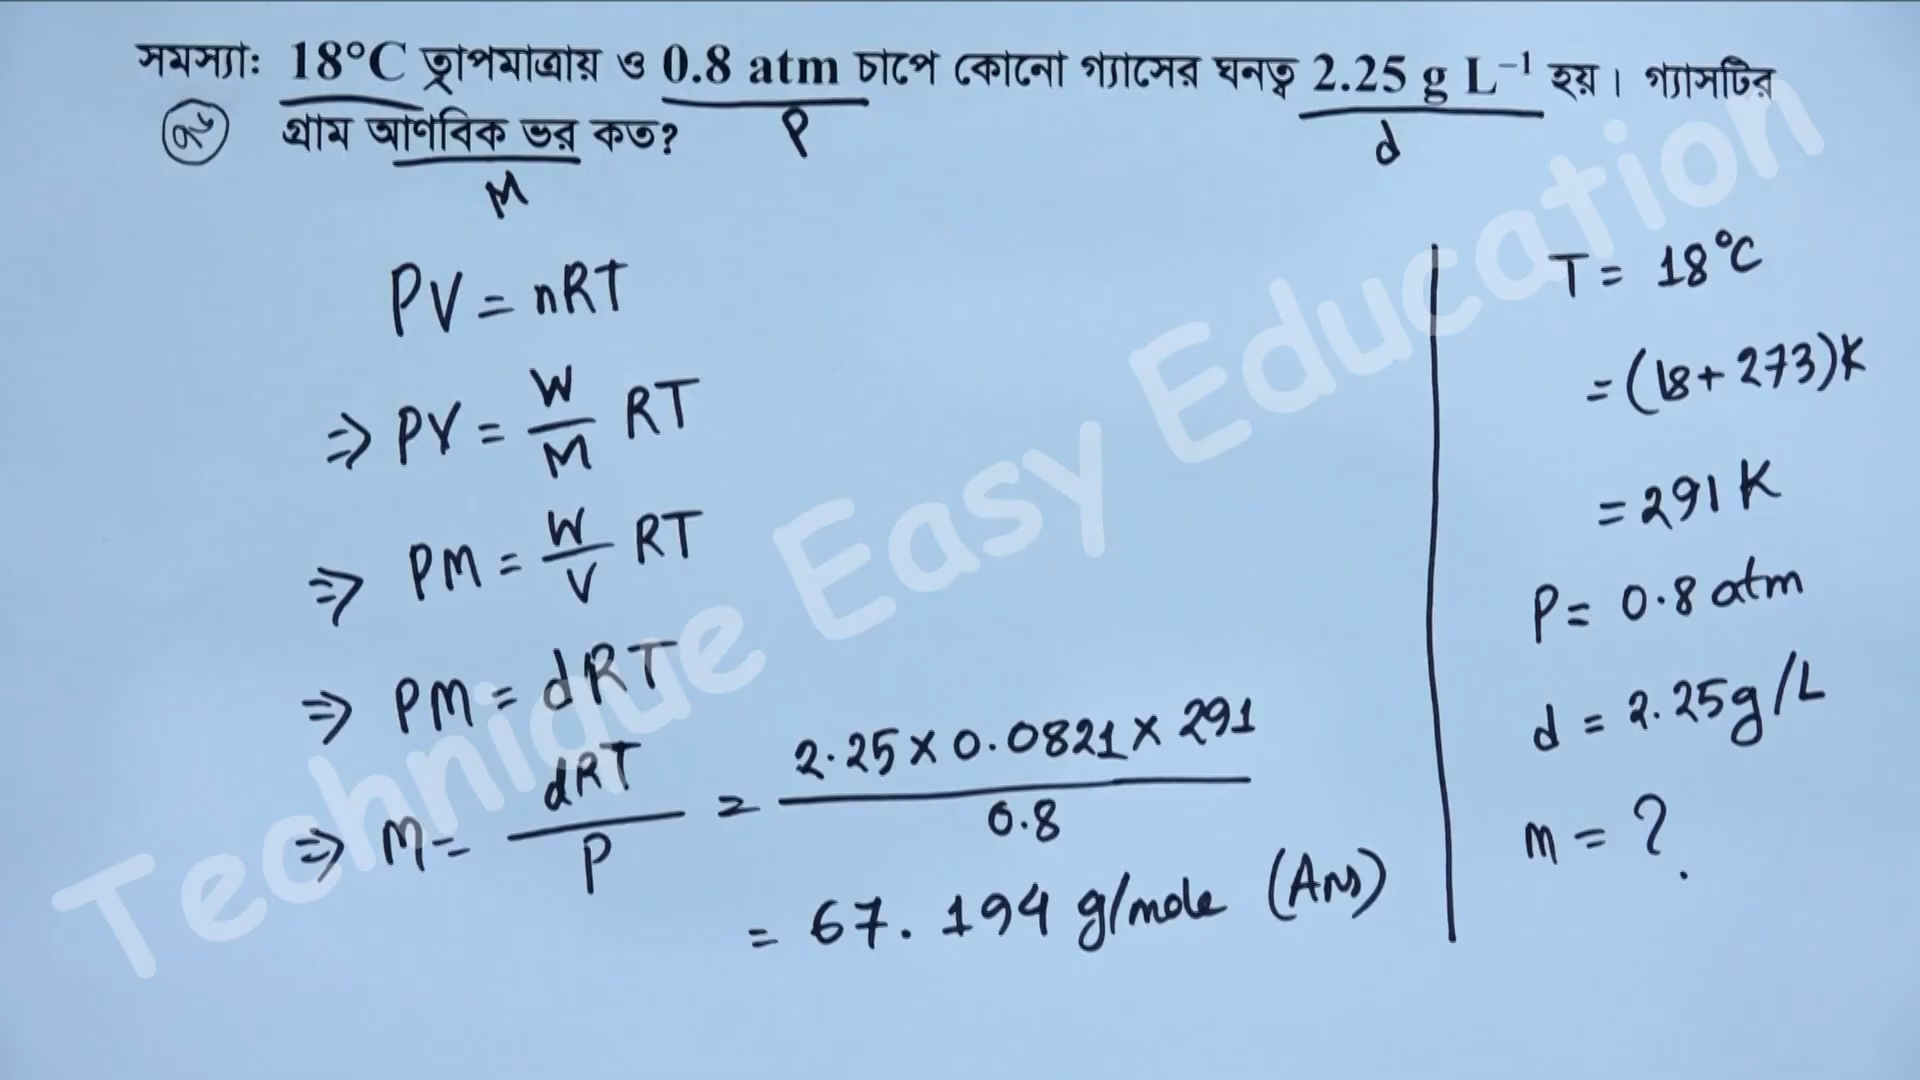 সমস্যাঃ 18°C তাপমাত্রায় ও 0.8 atm চাপে কোনো গ্যাসের ঘনত্ব 2.25 g L⁻¹ হয়। গ্যাসটির
গ্রাম আণবিক ভর কত?
P
d
M
PV = nRT
⇒ PV = W/M RT
⇒ PM = W/V RT
⇒ PM = dRT
⇒ M = dRT/P = 2.25 × 0.0821 × 291/0.8
= 67.194 g/mole (Ans)
T = 18°C
= (18 + 273)K
= 291 K
P = 0.8 atm
d = 2.25g/L
m = ?
Technique Easy Education